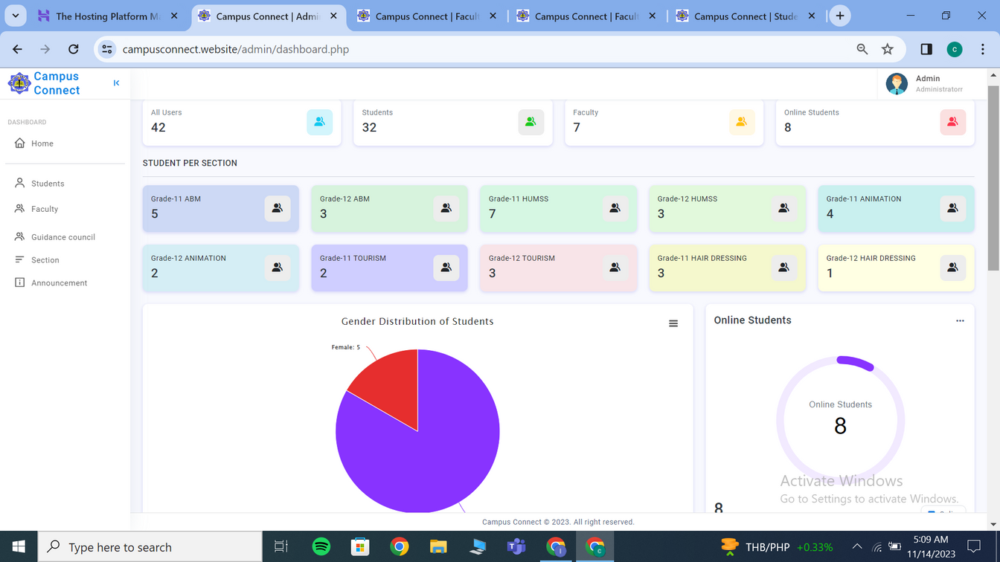 The Hosting Platform M
Campus Connect | Admi
Campus Connect | Facul
Campus Connect | Facul
Campus Connect | Stude
campusconnect.website/admin/dashboard.php
C
Campus
Connect
Admin
Administratorr
DASHBOARD
Home
Students
Faculty
Guidance council
Section
Announcement
All Users
42
Students
32
Faculty
7
Online Students
8
STUDENT PER SECTION
Grade-11 ABM
5
Grade-12 ABM
3
Grade-11 HUMSS
7
Grade-12 HUMSS
3
Grade-11 ANIMATION
4
Grade-12 ANIMATION
2
Grade-11 TOURISM
2
Grade-12 TOURISM
3
Grade-11 HAIR DRESSING
3
Grade-12 HAIR DRESSING
1
Gender Distribution of Students
Female: 5
Online Students
Online Students
8
8
Activate Windows
Go to Settings to activate Windows.
Campus Connect © 2023. All right reserved.
Type here to search
THB/PHP +0.33%
5:09 AM
11/14/2023